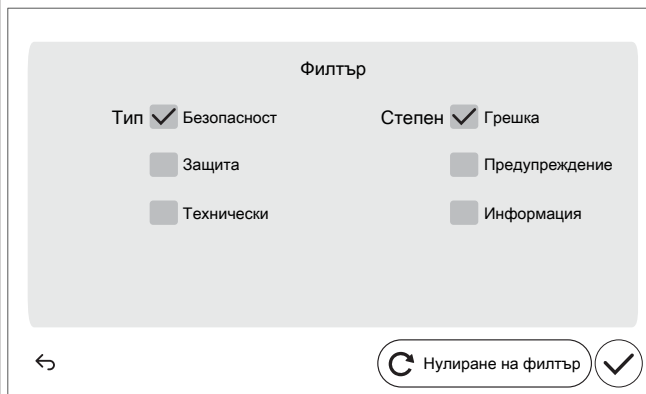 Филтър
Тип Безопасност Степен Грешка
Защита Предупреждение
Технически Информация
Нулиране на филтър